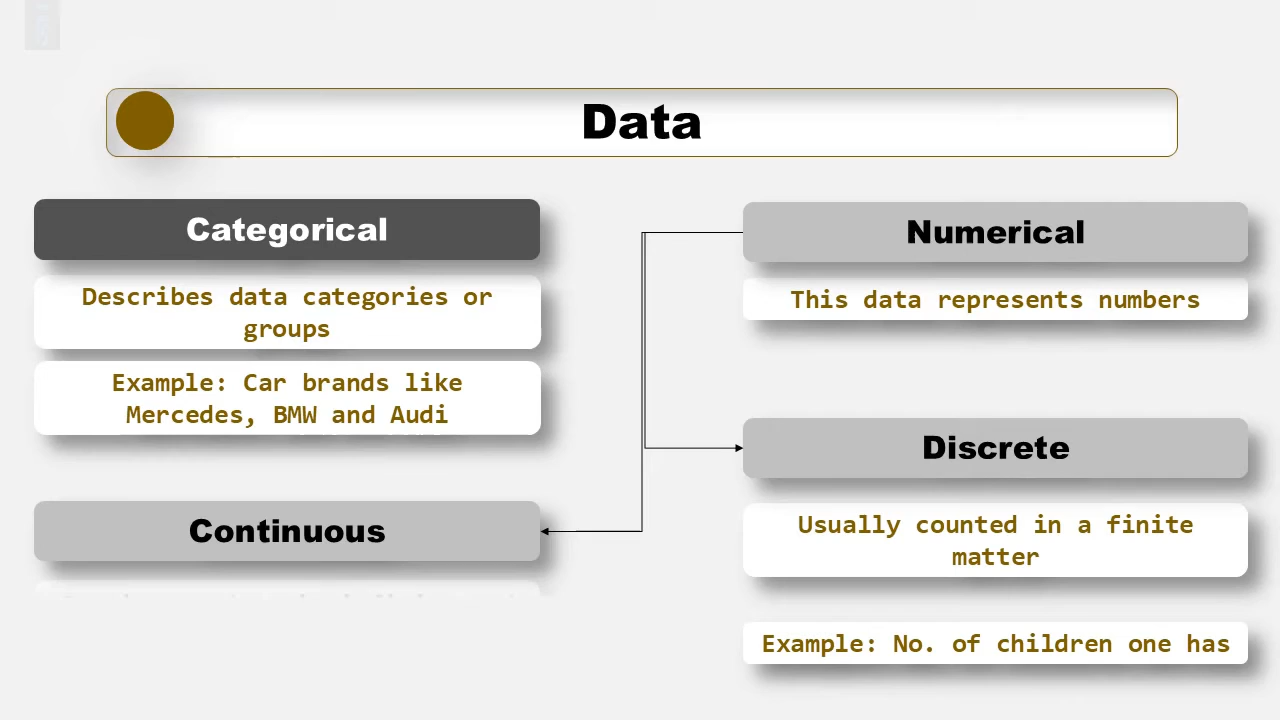 Data
Categorical
Describes data categories or
groups
Example: Car brands like
Mercedes, BMW and Audi
Numerical
This data represents numbers
Discrete
Usually counted in a finite
matter
Example: No. of children one has
Continuous